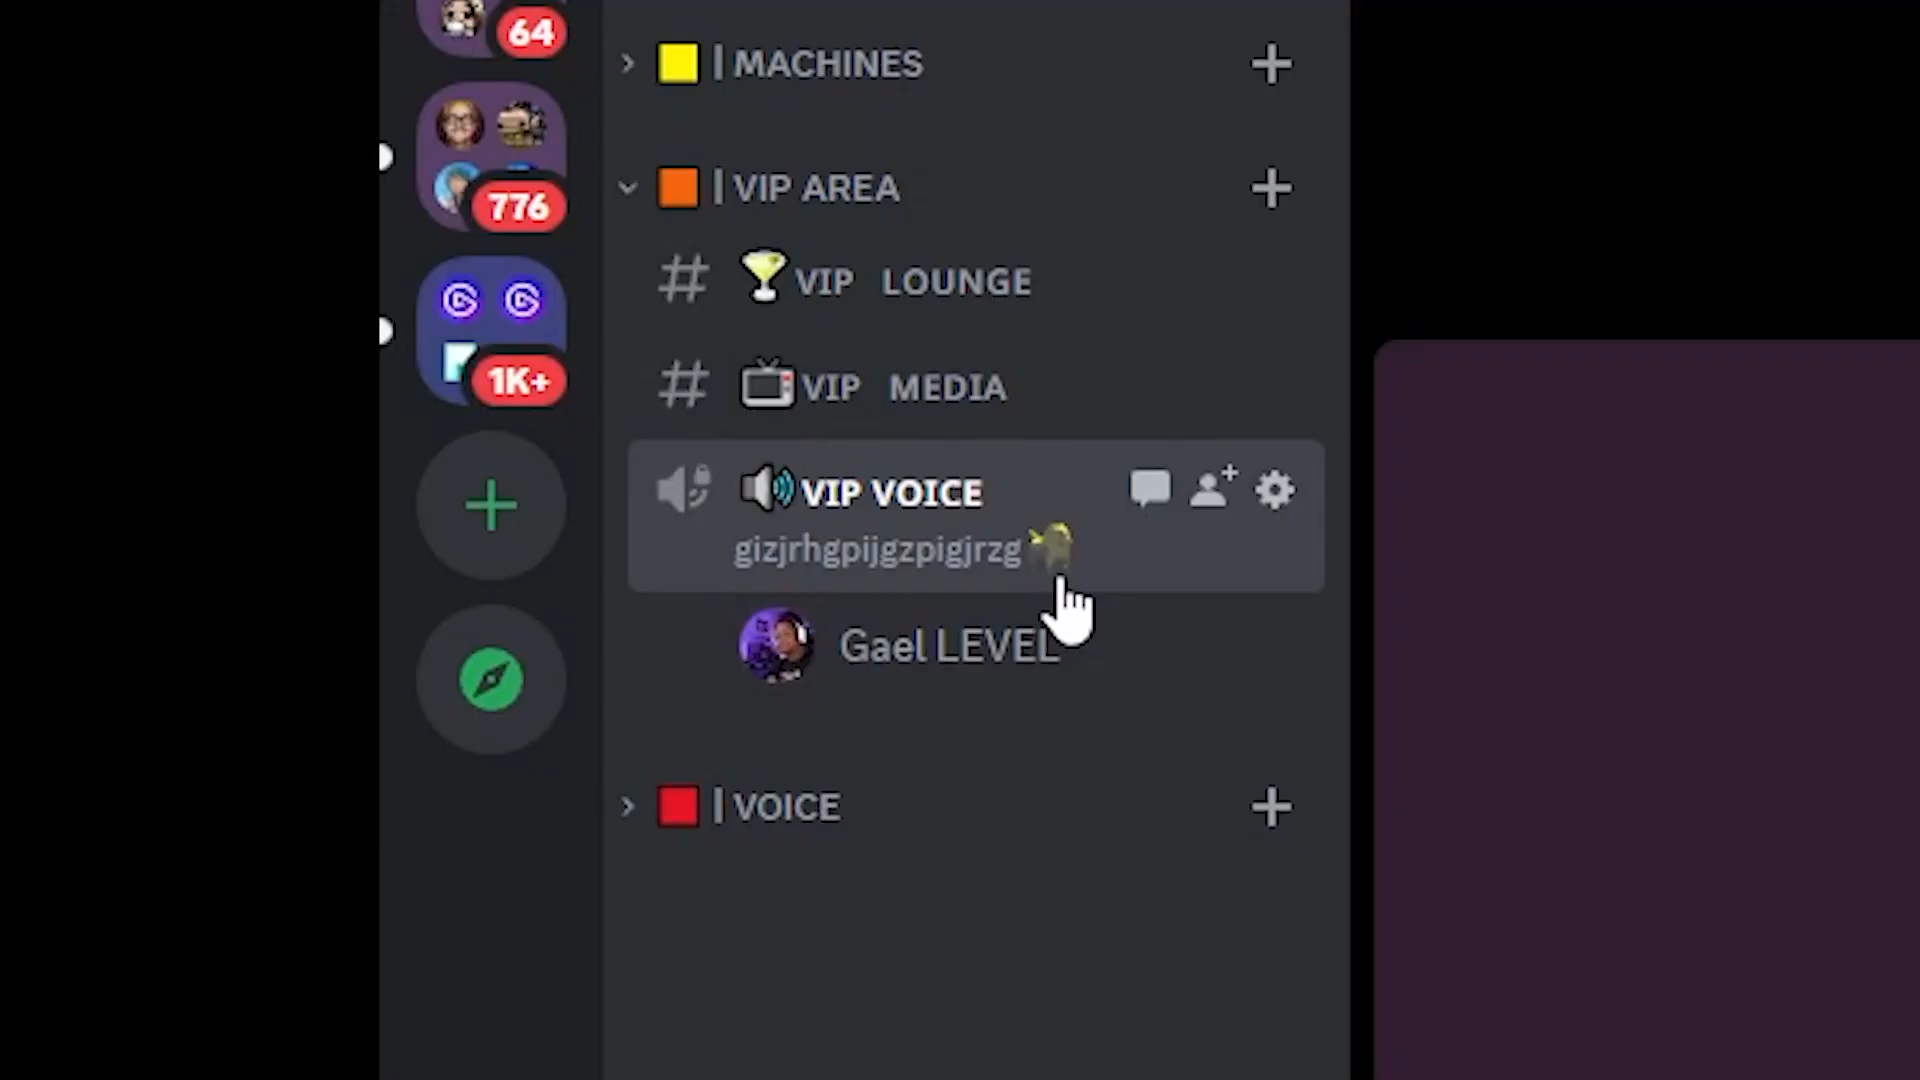 64
| MACHINES
776
| VIP AREA
VIP LOUNGE
1K+
VIP MEDIA
VIP VOICE
gizjrhgpijgzpigjrzg
Gael LEVEL
| VOICE